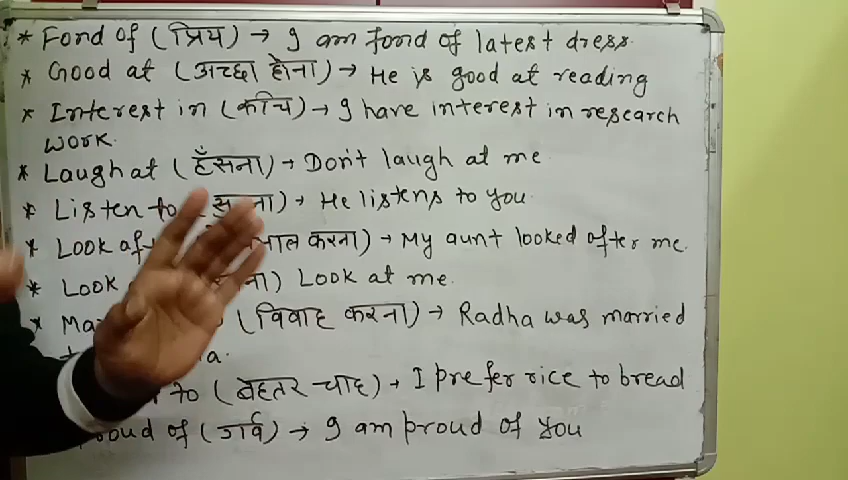 * Fond of (प्रिय) → I am fond of latest dress.
* Good at (अच्छा होना) → He is good at reading
* Interest in (रूचि) → I have interest in research
work.
* Laugh at (हँसना) → Don't laugh at me
* Listen to → He listens to you
* Look करना) → My aunt looked after me.
* Look Look at me.
* (विवाह करना) → Radha was married
to (बेहतर चाह) → I prefer rice to bread
of (गर्व) → I am proud of you